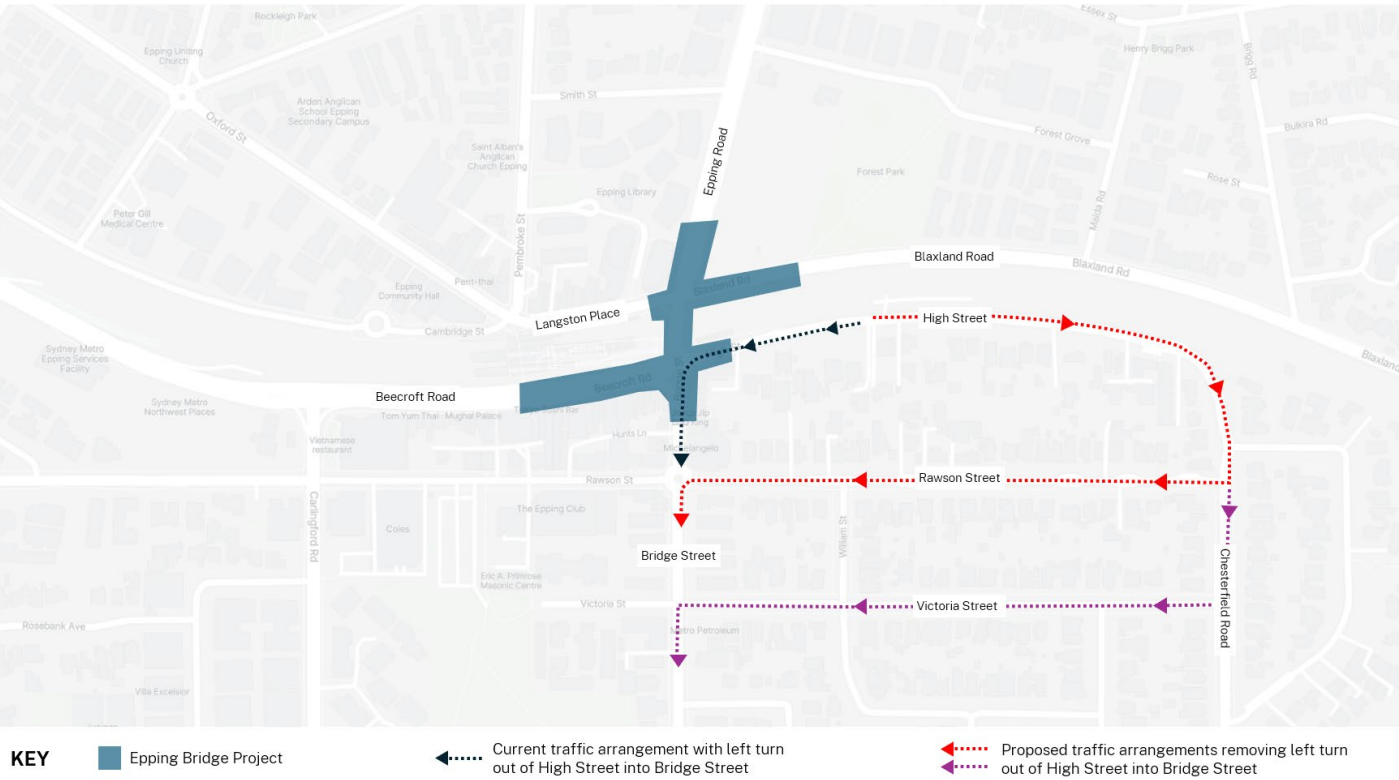 Rockleigh Park
Essex St
Epping Uniting
Church
Henry Brigg Park
Brigg Rd
Smith St
Arden Anglican
School Epping
Secondary Campus
Oxford St
Bulkira Rd
Forest Grove
Saint Alban's
Anglican
Church Epping
Epping Road
Forest Park
Rose St
Epping Library
Maida Rd
Peter Gill
Medical Centre
Pembroke St
Blaxland Road
Blaxland Rd
Pent-thai
Epping
Community Hall
Blaxland Rd
Langston Place
High Street
Cambridge St
Sydney Metro
Epping Services
Facility
Blaxland
Beecroft Rd
Beecroft Road
Sydney Metro
Northwest Places
Tom Yum Thai - Mughal Palace
Vietnamese
restaurant
Hunts Ln
Michelangelo
Rawson St
Rawson Street
Carlingford Rd
The Epping Club
Coles
William St
Bridge Street
Chesterfield Road
Eric A. Primrose
Masonic Centre
Victoria St
Victoria Street
Rosebank Ave
Metro Petroleum
Villa Excelsior
KEY
Epping Bridge Project
Current traffic arrangement with left turn
out of High Street into Bridge Street
Proposed traffic arrangements removing left turn
out of High Street into Bridge Street